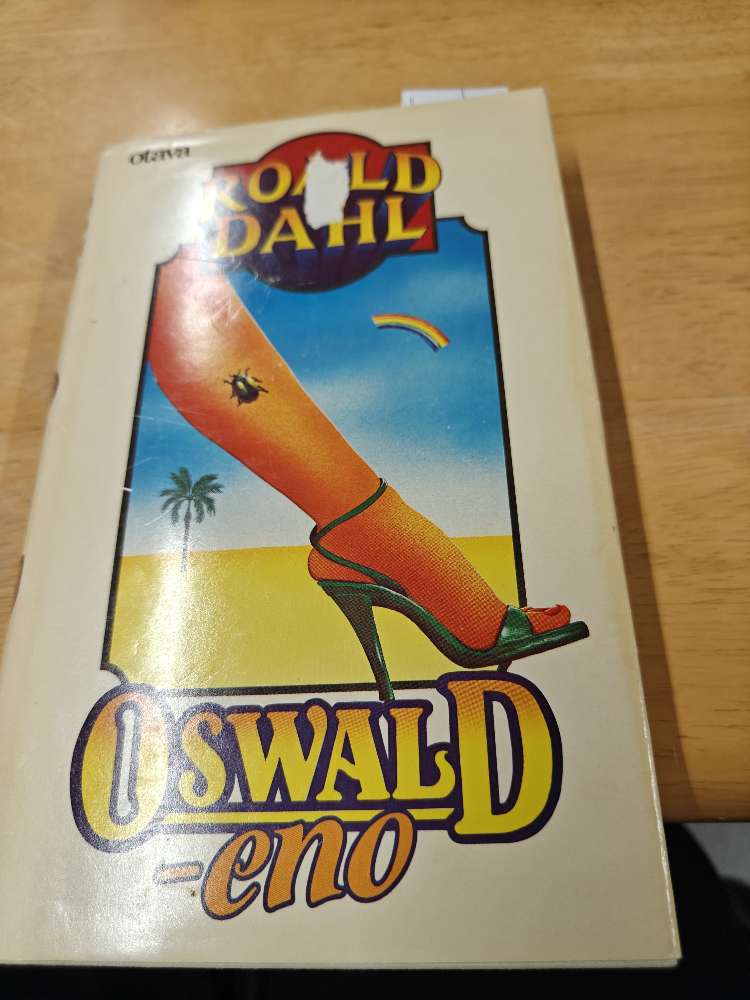 otava
ROALD
DAHL
OSWALD
-eno